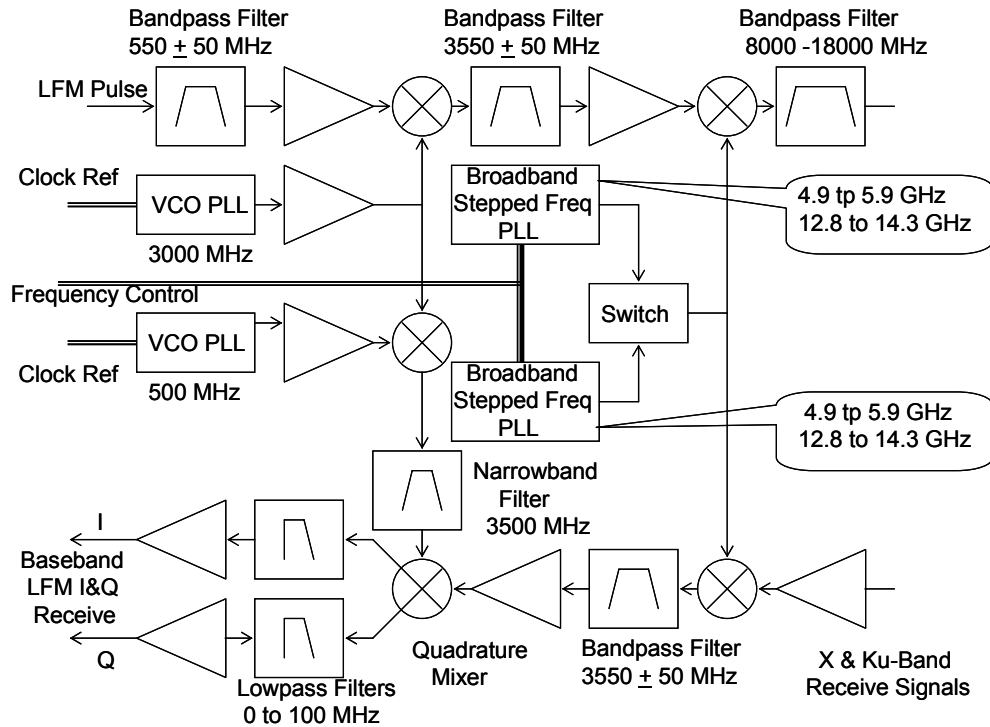 Bandpass Filter
550 ± 50 MHz
Bandpass Filter
3550 ± 50 MHz
Bandpass Filter
8000 -18000 MHz
LFM Pulse
Clock Ref
VCO PLL
3000 MHz
Broadband
Stepped Freq
PLL
4.9 tp 5.9 GHz
12.8 to 14.3 GHz
Frequency Control
Switch
VCO PLL
Clock Ref
500 MHz
Broadband
Stepped Freq
PLL
4.9 tp 5.9 GHz
12.8 to 14.3 GHz
Narrowband
Filter
3500 MHz
I
Baseband
LFM I&Q
Receive
Q
Lowpass Filters
0 to 100 MHz
Quadrature
Mixer
Bandpass Filter
3550 ± 50 MHz
X & Ku-Band
Receive Signals